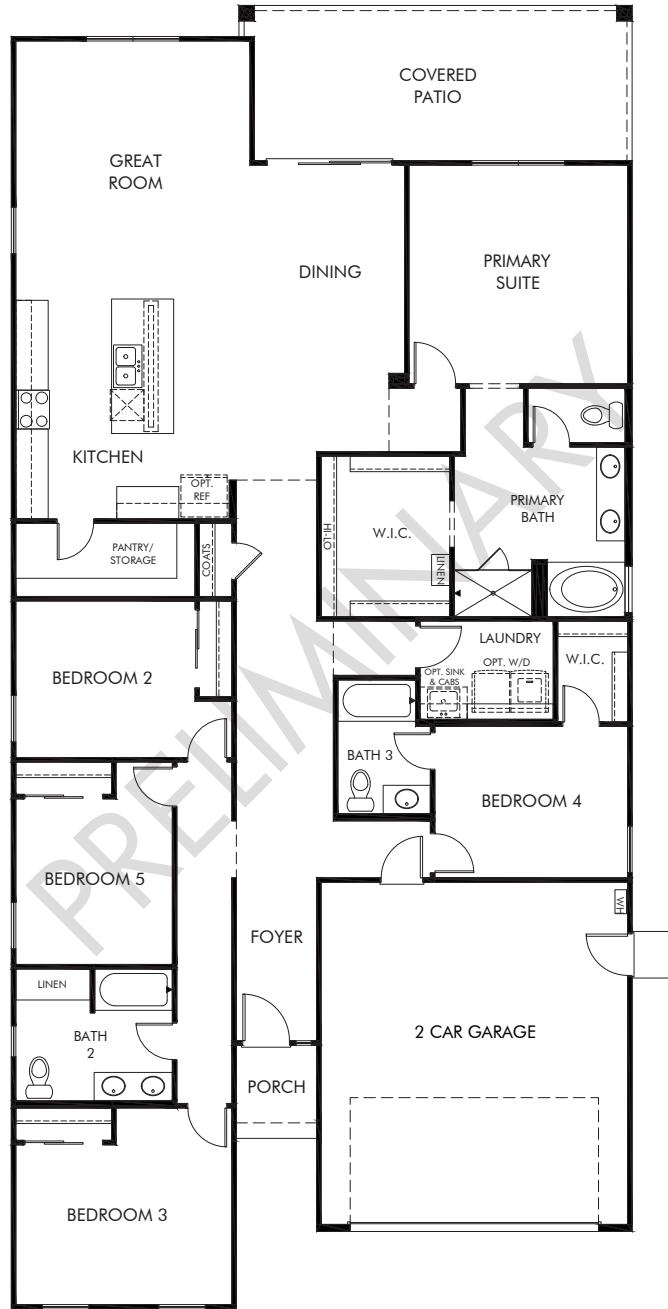 COVERED
PATIO
GREAT
ROOM
DINING
PRIMARY
SUITE
KITCHEN
OPT.
REF
PRIMARY
BATH
W.I.C.
HI-LO
LINEN
PANTRY/
STORAGE
COATS
LAUNDRY
OPT. W/D
OPT. SINK
& CABS
W.I.C.
BEDROOM 2
BATH 3
BEDROOM 4
BEDROOM 5
WH
FOYER
LINEN
BATH
2
2 CAR GARAGE
PORCH
BEDROOM 3
PRELIMINARY